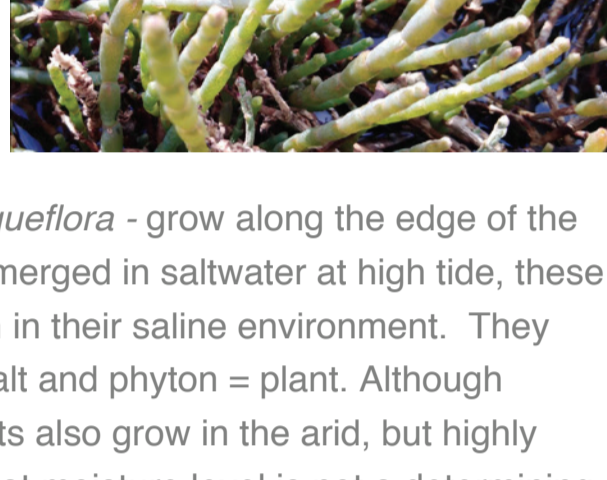 queflora - grow along the edge of the
merged in saltwater at high tide, these
in their saline environment. They
alt and phyton = plant. Although
ts also grow in the arid, but highly